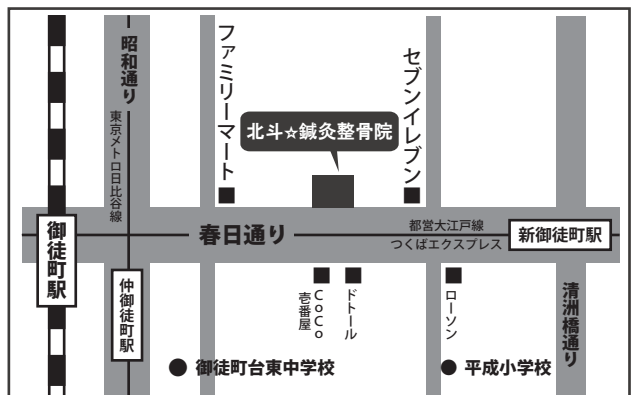 昭和通り
東京メトロ日比谷線
ファミリーマート
北斗☆鍼灸整骨院
セブンイレブン
御徒町駅
春日通り
都営大江戸線
つくばエクスプレス
新御徒町駅
仲御徒町駅
CoCo
壱番屋
ドトール
ローソン
清洲橋通り
御徒町台東中学校
平成小学校